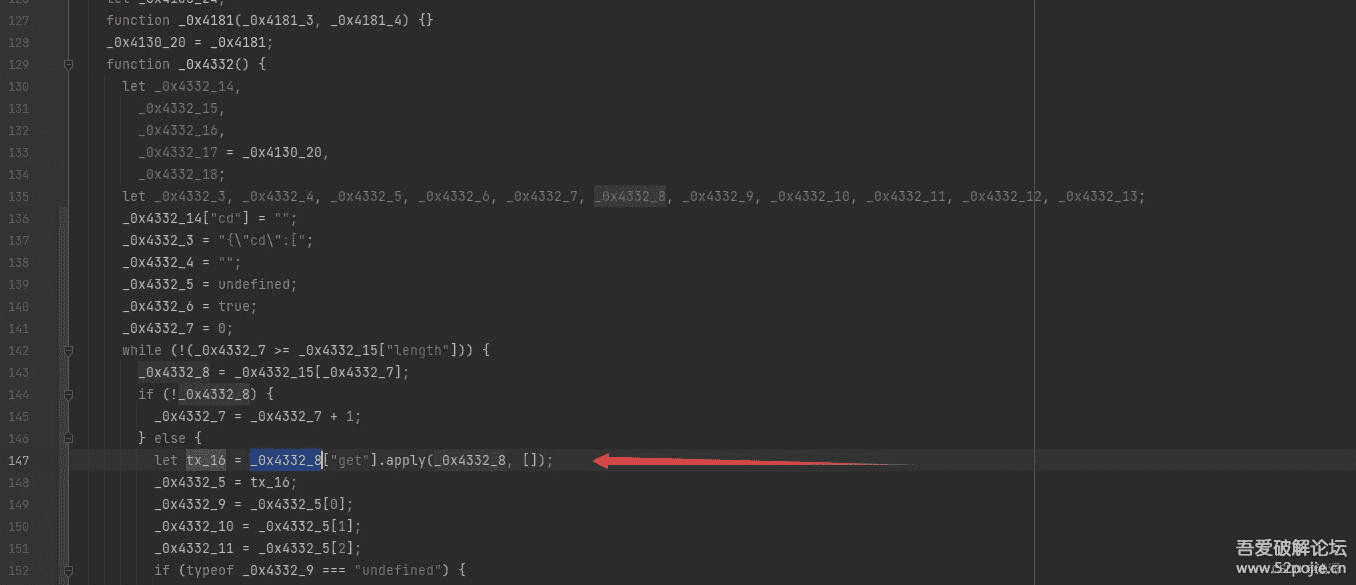 127 function _0x4181(_0x4181_3, _0x4181_4) {}
128 _0x4130_20 = _0x4181;
129 function _0x4332() {
130 let _0x4332_14,
131 _0x4332_15,
132 _0x4332_16,
133 _0x4332_17 = _0x4130_20,
134 _0x4332_18;
135 let _0x4332_3, _0x4332_4, _0x4332_5, _0x4332_6, _0x4332_7, _0x4332_8, _0x4332_9, _0x4332_10, _0x4332_11, _0x4332_12, _0x4332_13;
136 _0x4332_14["cd"] = "";
137 _0x4332_3 = "{\"cd\":[";
138 _0x4332_4 = "";
139 _0x4332_5 = undefined;
140 _0x4332_6 = true;
141 _0x4332_7 = 0;
142 while (!(_0x4332_7 >= _0x4332_15["length"])) {
143 _0x4332_8 = _0x4332_15[_0x4332_7];
144 if (!_0x4332_8) {
145 _0x4332_7 = _0x4332_7 + 1;
146 } else {
147 let tx_16 = _0x4332_8["get"].apply(_0x4332_8, []);
148 _0x4332_5 = tx_16;
149 _0x4332_9 = _0x4332_5[0];
150 _0x4332_10 = _0x4332_5[1];
151 _0x4332_11 = _0x4332_5[2];
152 if (typeof _0x4332_9 === "undefined") {
吾爱破解论坛
www.52pojie.cn